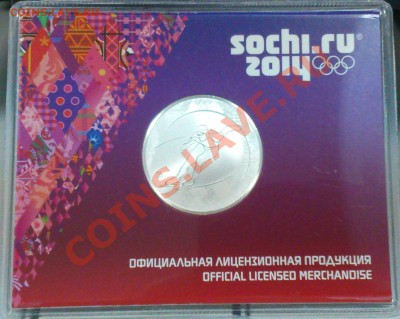 sochi.ru
2014
ОФИЦИАЛЬНАЯ ЛИЦЕНЗИОННАЯ ПРОДУКЦИЯ
OFFICIAL LICENSED MERCHANDISE
COINS.LAVE.RU